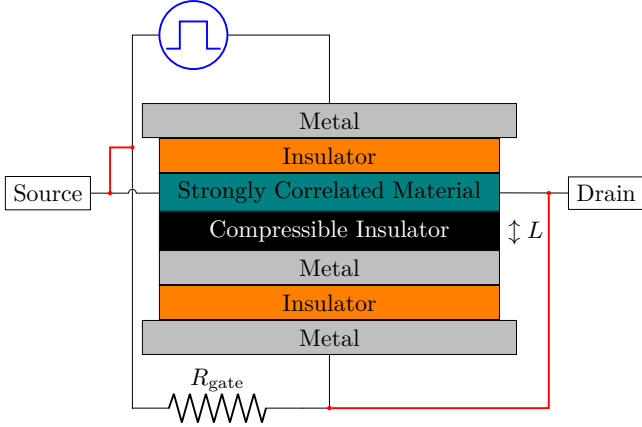 Metal
Insulator
Source
Strongly Correlated Material
Drain
Compressible Insulator
↕ L
Metal
Insulator
Metal
R_gate